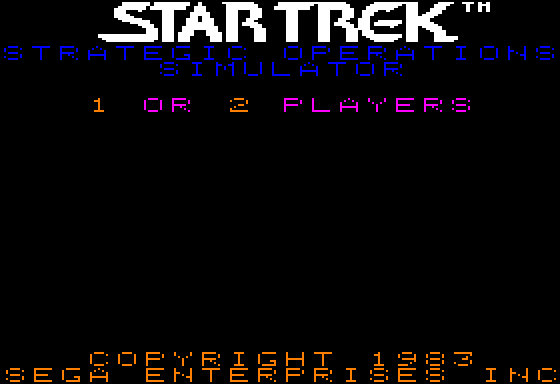 STAR TREK™
STRATEGIC OPERATIONS
SIMULATOR
1 OR 2 PLAYERS
COPYRIGHT 1983
SEGA ENTERPRISES INC